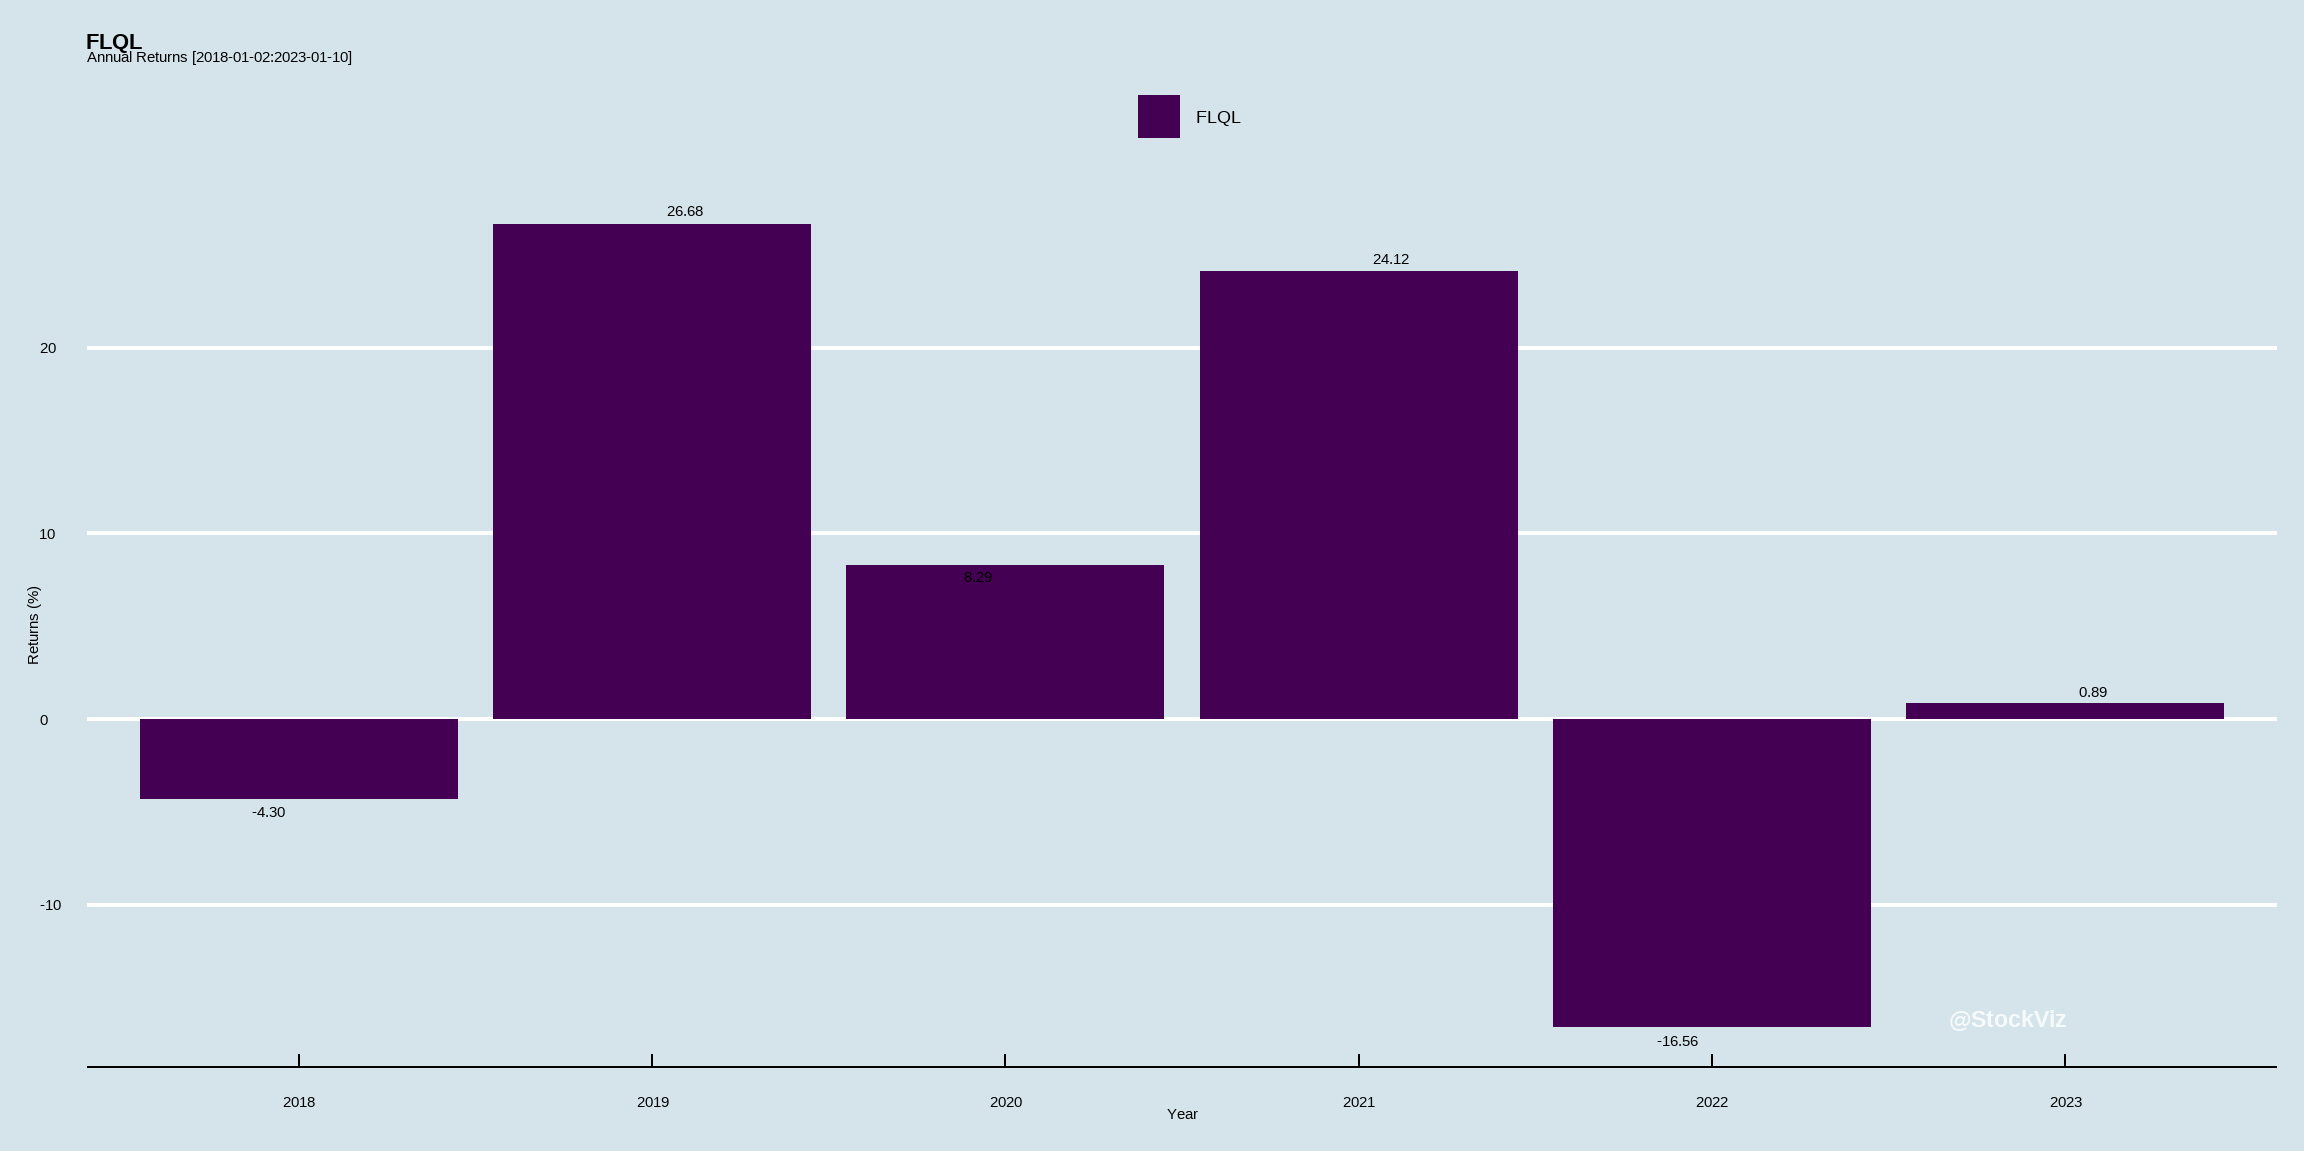 FLQL
Annual Returns [2018-01-02:2023-01-10]
FLQL
26.68
24.12
20
10
8.29
Returns (%)
0.89
0
-4.30
-10
@StockViz
-16.56
2018 2019 2020 2021 2022 2023
Year